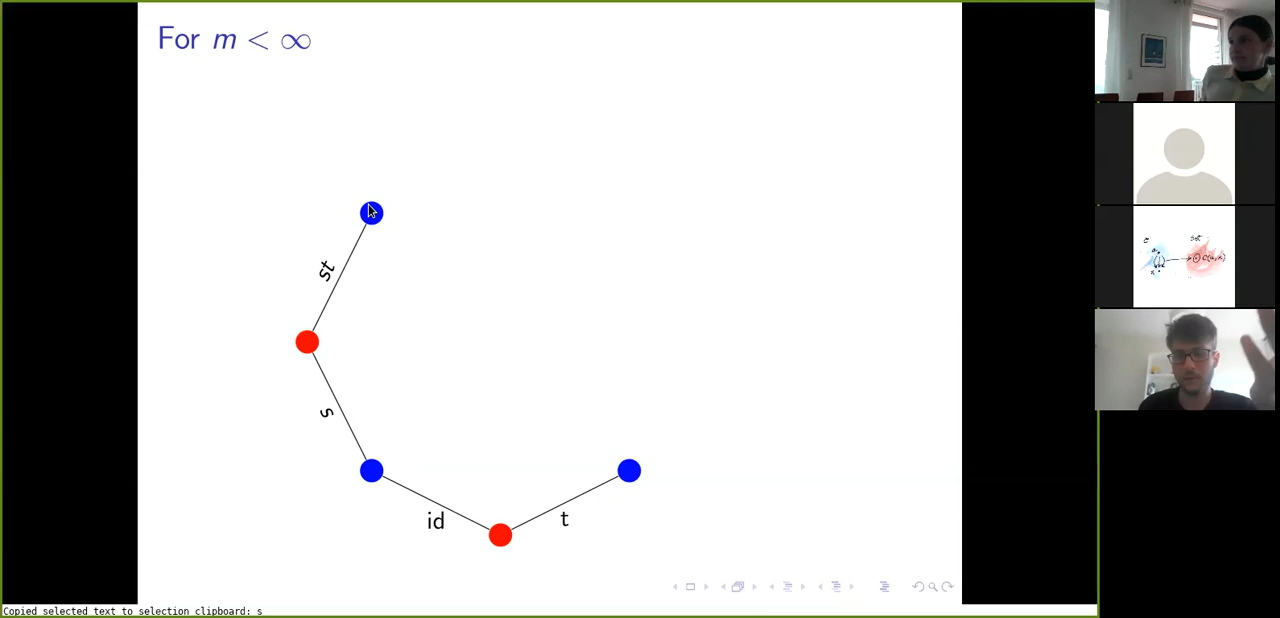 For m < ∞
st
s
id
t
Copied selected text to selection clipboard: s